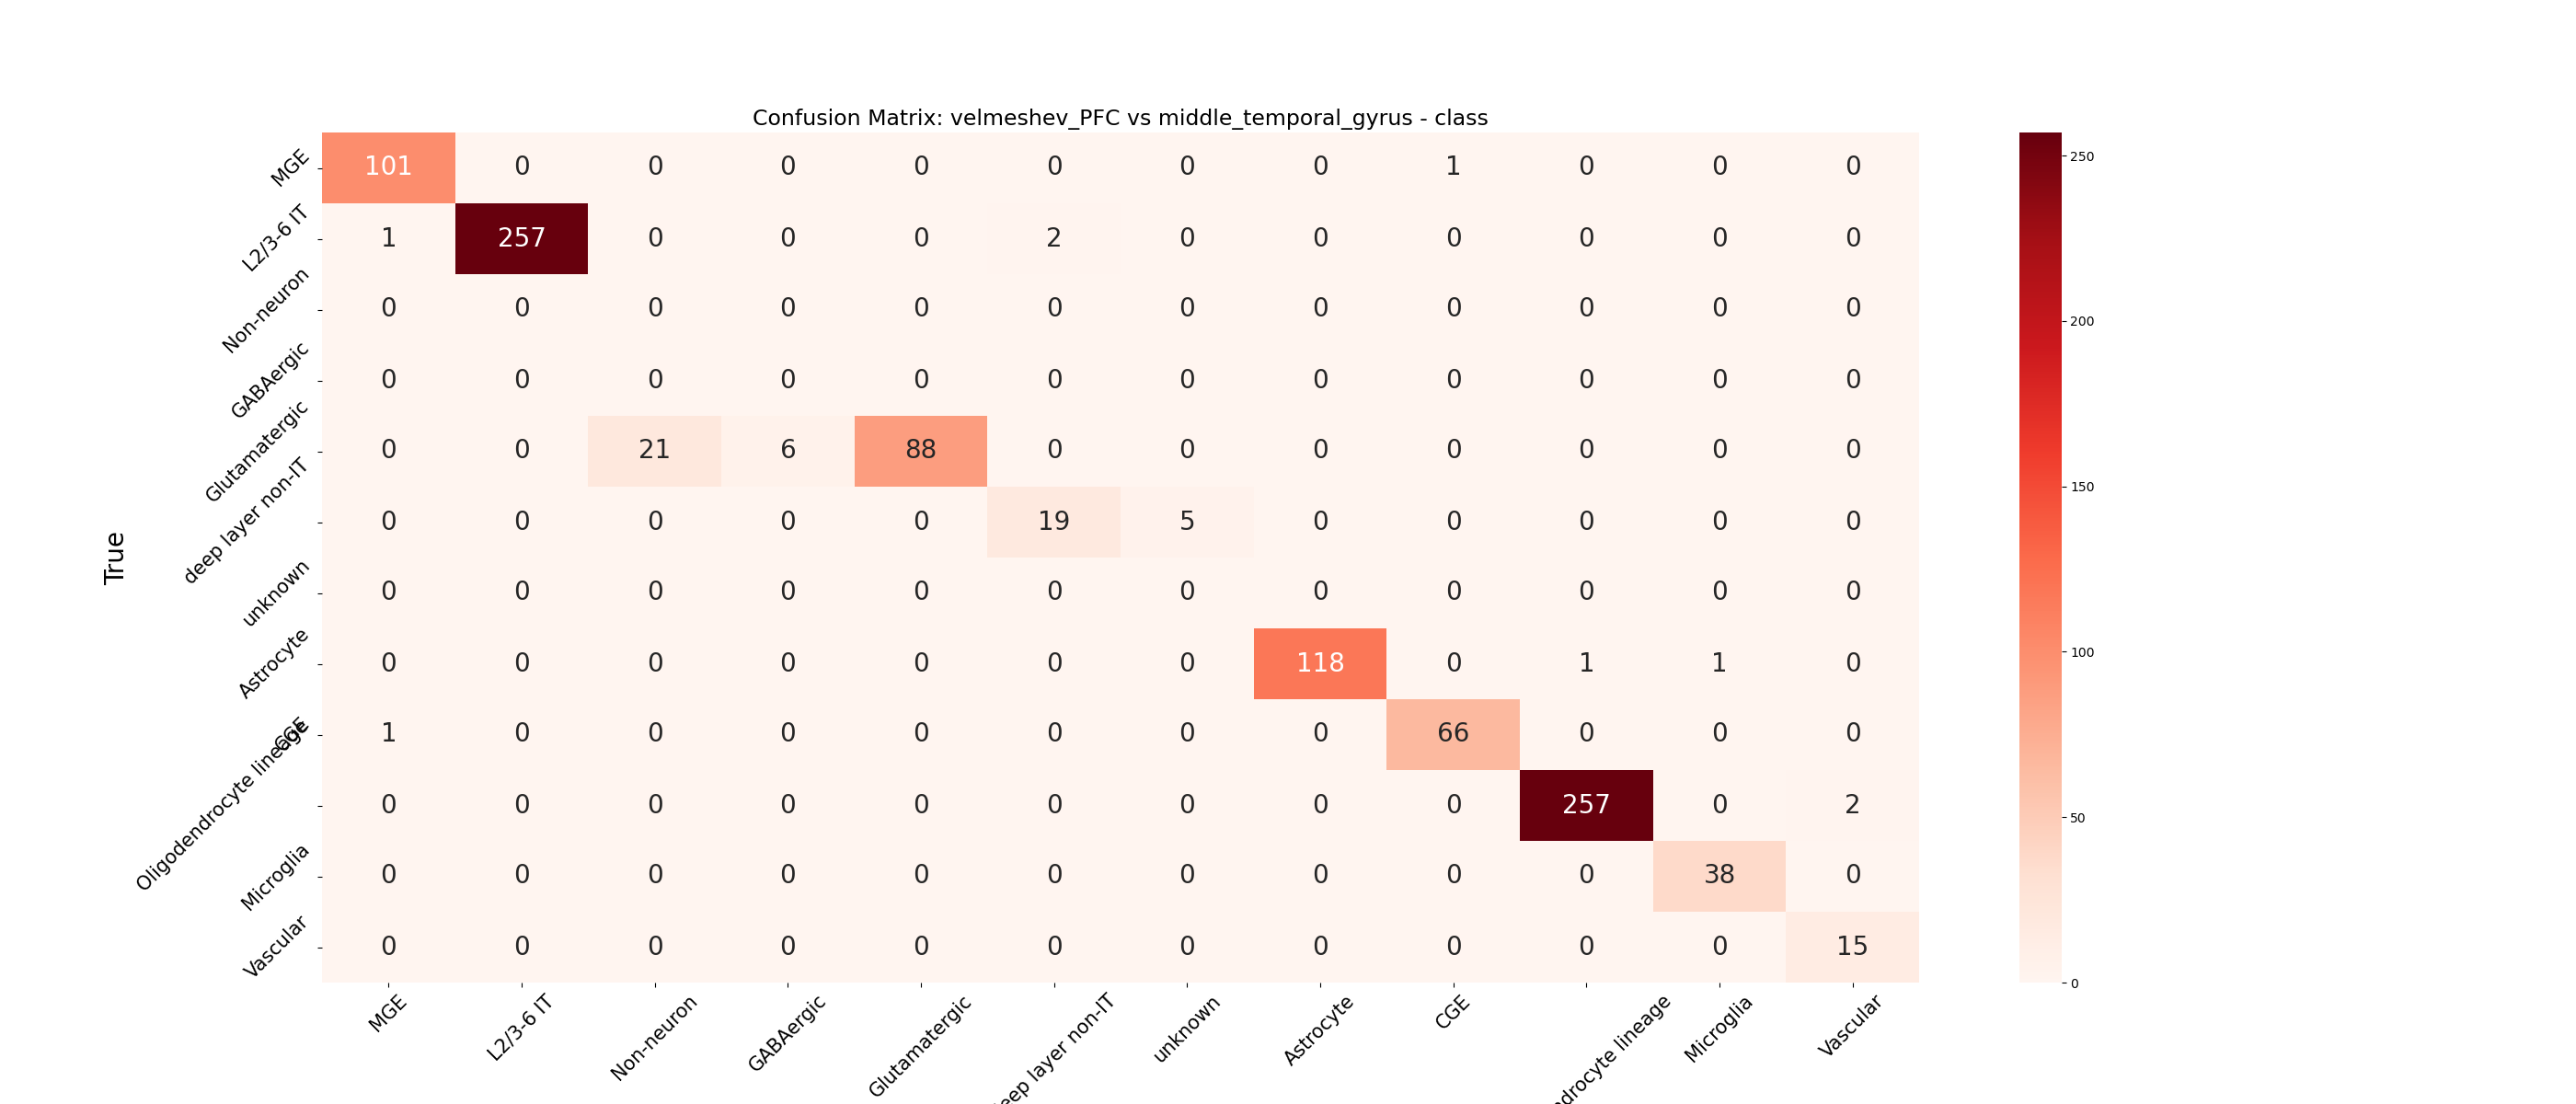 Confusion Matrix: velmeshev_PFC vs middle_temporal_gyrus - class
True
MGE 101 0 0 0 0 0 0 0 1 0 0 0
L2/3-6 IT 1 257 0 0 0 2 0 0 0 0 0 0
Non-neuron 0 0 0 0 0 0 0 0 0 0 0 0
GABAergic 0 0 0 0 0 0 0 0 0 0 0 0
Glutamatergic 0 0 21 6 88 0 0 0 0 0 0 0
deep layer non-IT 0 0 0 0 0 19 5 0 0 0 0 0
unknown 0 0 0 0 0 0 0 0 0 0 0 0
Astrocyte 0 0 0 0 0 0 0 118 0 1 1 0
CGE 1 0 0 0 0 0 0 0 66 0 0 0
Oligodendrocyte lineage 0 0 0 0 0 0 0 0 0 257 0 2
Microglia 0 0 0 0 0 0 0 0 0 0 38 0
Vascular 0 0 0 0 0 0 0 0 0 0 0 15
MGE L2/3-6 IT Non-neuron GABAergic Glutamatergic eep layer non-IT unknown Astrocyte CGE ndrocyte lineage Microglia Vascular
250
200
150
100
50
0